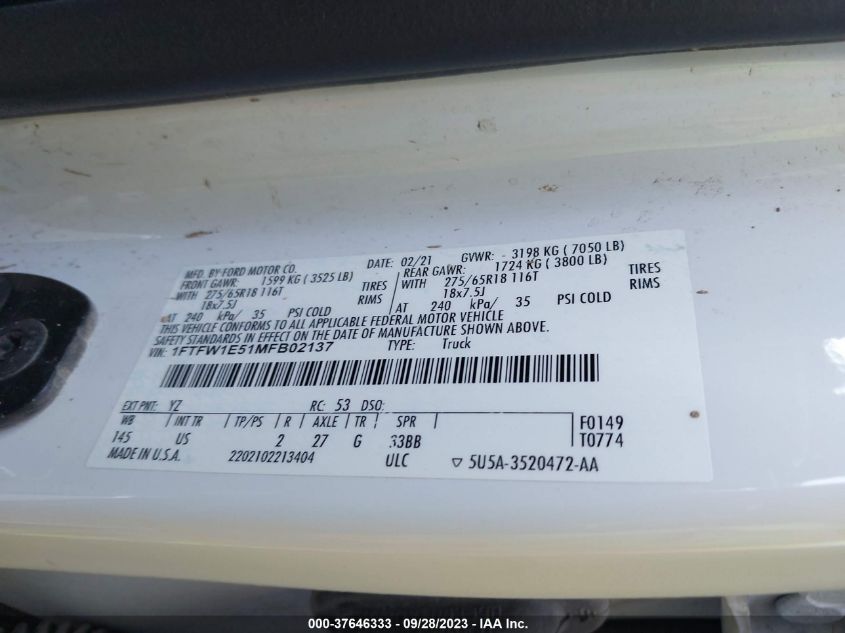 MFD. BY-FORD MOTOR CO. DATE: 02/21 GVWR: - 3198 KG ( 7050 LB)
FRONT GAWR: 1599 KG ( 3525 LB) REAR GAWR: 1724 KG ( 3800 LB)
WITH 275/65R18 116T TIRES WITH 275/65R18 116T TIRES
18x7.5J RIMS 18x7.5J RIMS
AT 240 kPa/ 35 PSI COLD AT 240 kPa/ 35 PSI COLD
THIS VEHICLE CONFORMS TO ALL APPLICABLE FEDERAL MOTOR VEHICLE
SAFETY STANDARDS IN EFFECT ON THE DATE OF MANUFACTURE SHOWN ABOVE.
VIN: 1FTFW1E51MFB02137 TYPE: Truck
EXT PNT: YZ RC: 53 DSO:
WB INT TR TP/PS R AXLE TR SPR F0149
145 US 2 27 G 33BB T0774
MADE IN U.S.A. 2202102213404 ULC ▽ 5U5A-3520472-AA
000-37646333 - 09/28/2023 - IAA Inc.